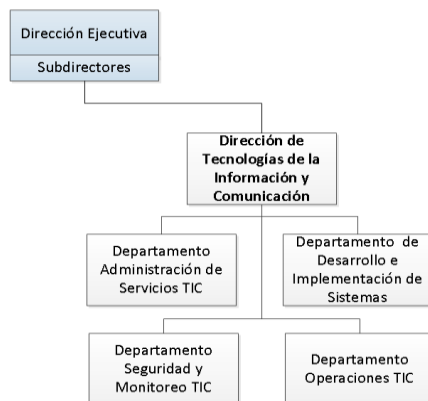 Dirección Ejecutiva
Subdirectores
Dirección de
Tecnologías de la
Información y
Comunicación
Departamento
Administración de
Servicios TIC
Departamento de
Desarrollo e
Implementación de
Sistemas
Departamento
Seguridad y
Monitoreo TIC
Departamento
Operaciones TIC